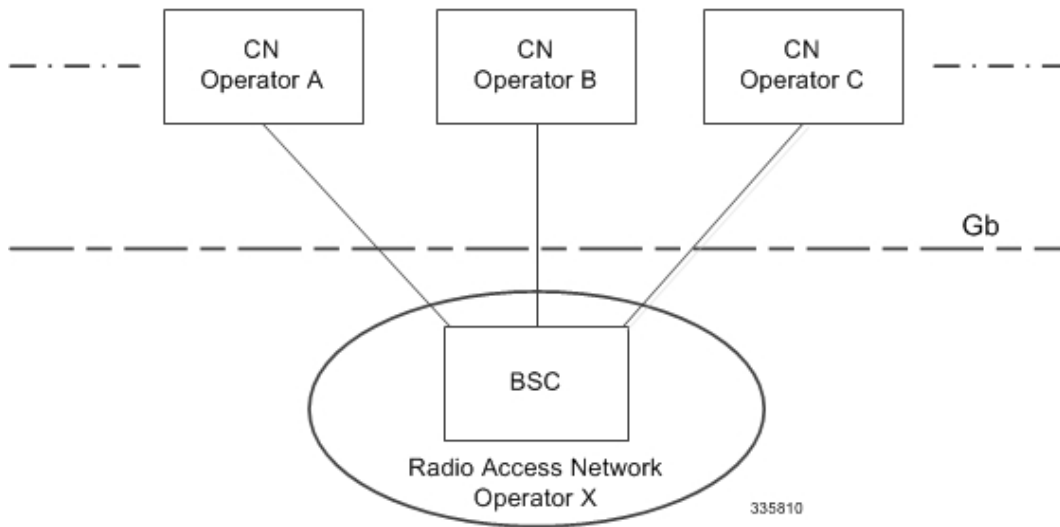 CN
Operator A
CN
Operator B
CN
Operator C
Gb
BSC
Radio Access Network
Operator X
335810